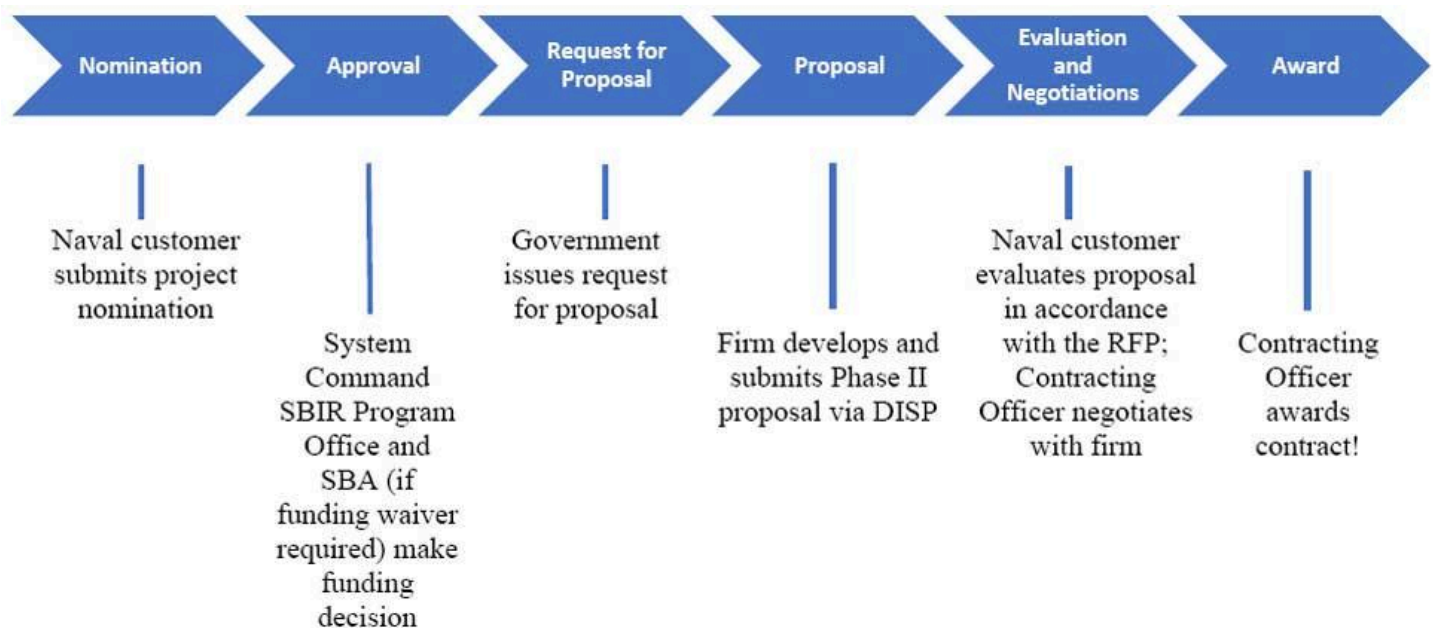 Nomination
Approval
Request for
Proposal
Proposal
Evaluation
and
Negotiations
Award
Naval customer
submits project
nomination
System
Command
SBIR Program
Office and
SBA (if
funding waiver
required) make
funding
decision
Government
issues request
for proposal
Firm develops and
submits Phase II
proposal via DISP
Naval customer
evaluates proposal
in accordance
with the RFP;
Contracting
Officer negotiates
with firm
Contracting
Officer
awards
contract!